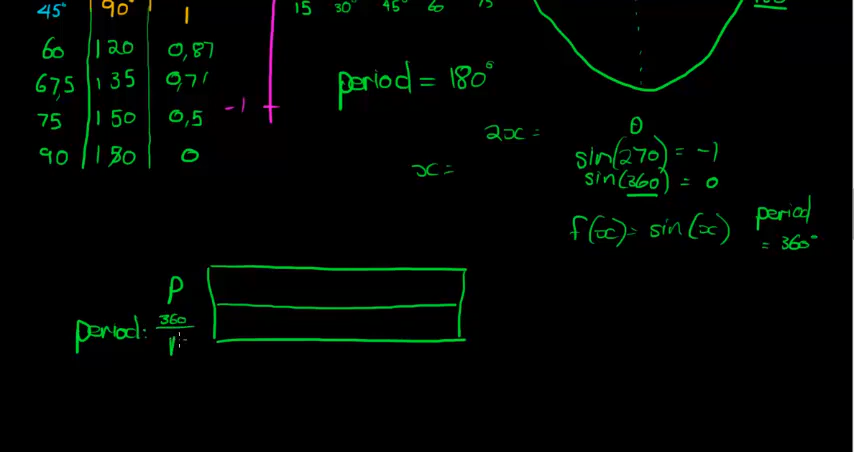 45° 90° 1
15 30° 45° 60 75
60 120 0,87
67,5 135 0,71
-1
75 150 0,5
90 180 0
period = 180°
2x =
x =
θ
sin(270) = -1
sin(360) = 0
f(x) = sin(x)
period
= 360°
P
period: 360